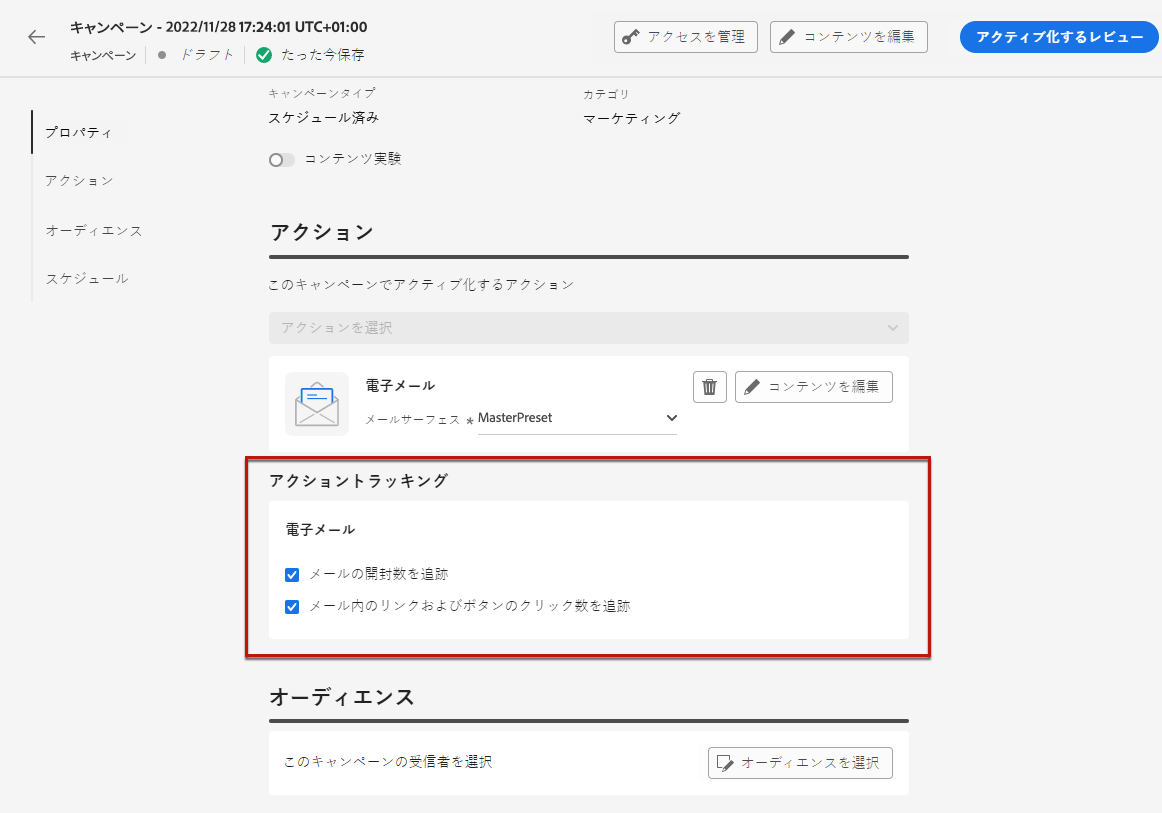 キャンペーン - 2022/11/28 17:24:01 UTC+01:00
キャンペーン ドラフト たった今保存
アクセスを管理
コンテンツを編集
アクティブ化するレビュー
プロパティ
アクション
オーディエンス
スケジュール
キャンペーンタイプ
スケジュール済み
カテゴリ
マーケティング
コンテンツ実験
アクション
このキャンペーンでアクティブ化するアクション
アクションを選択
電子メール
メールサーフェス * MasterPreset
コンテンツを編集
アクショントラッキング
電子メール
メールの開封数を追跡
メール内のリンクおよびボタンのクリック数を追跡
オーディエンス
このキャンペーンの受信者を選択
オーディエンスを選択